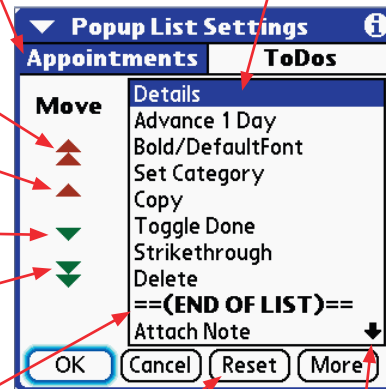 Popup List Settings i
Appointments ToDos
Move
Details
Advance 1 Day
Bold/DefaultFont
Set Category
Copy
Toggle Done
Strikethrough
Delete
==(END OF LIST)==
Attach Note
OK Cancel Reset More